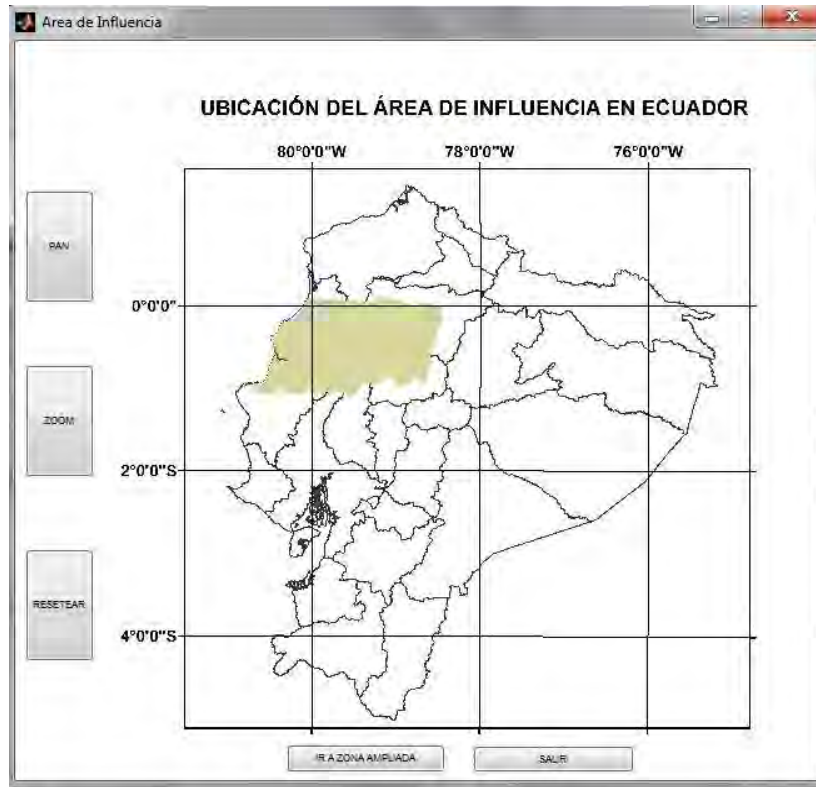 Area de Influencia
UBICACIÓN DEL ÁREA DE INFLUENCIA EN ECUADOR
80°0'0"W 78°0'0"W 76°0'0"W
PAN
0°0'0"
ZOOM
2°0'0"S
RESETEAR
4°0'0"S
IR A ZONA AMPLIADA SALIR